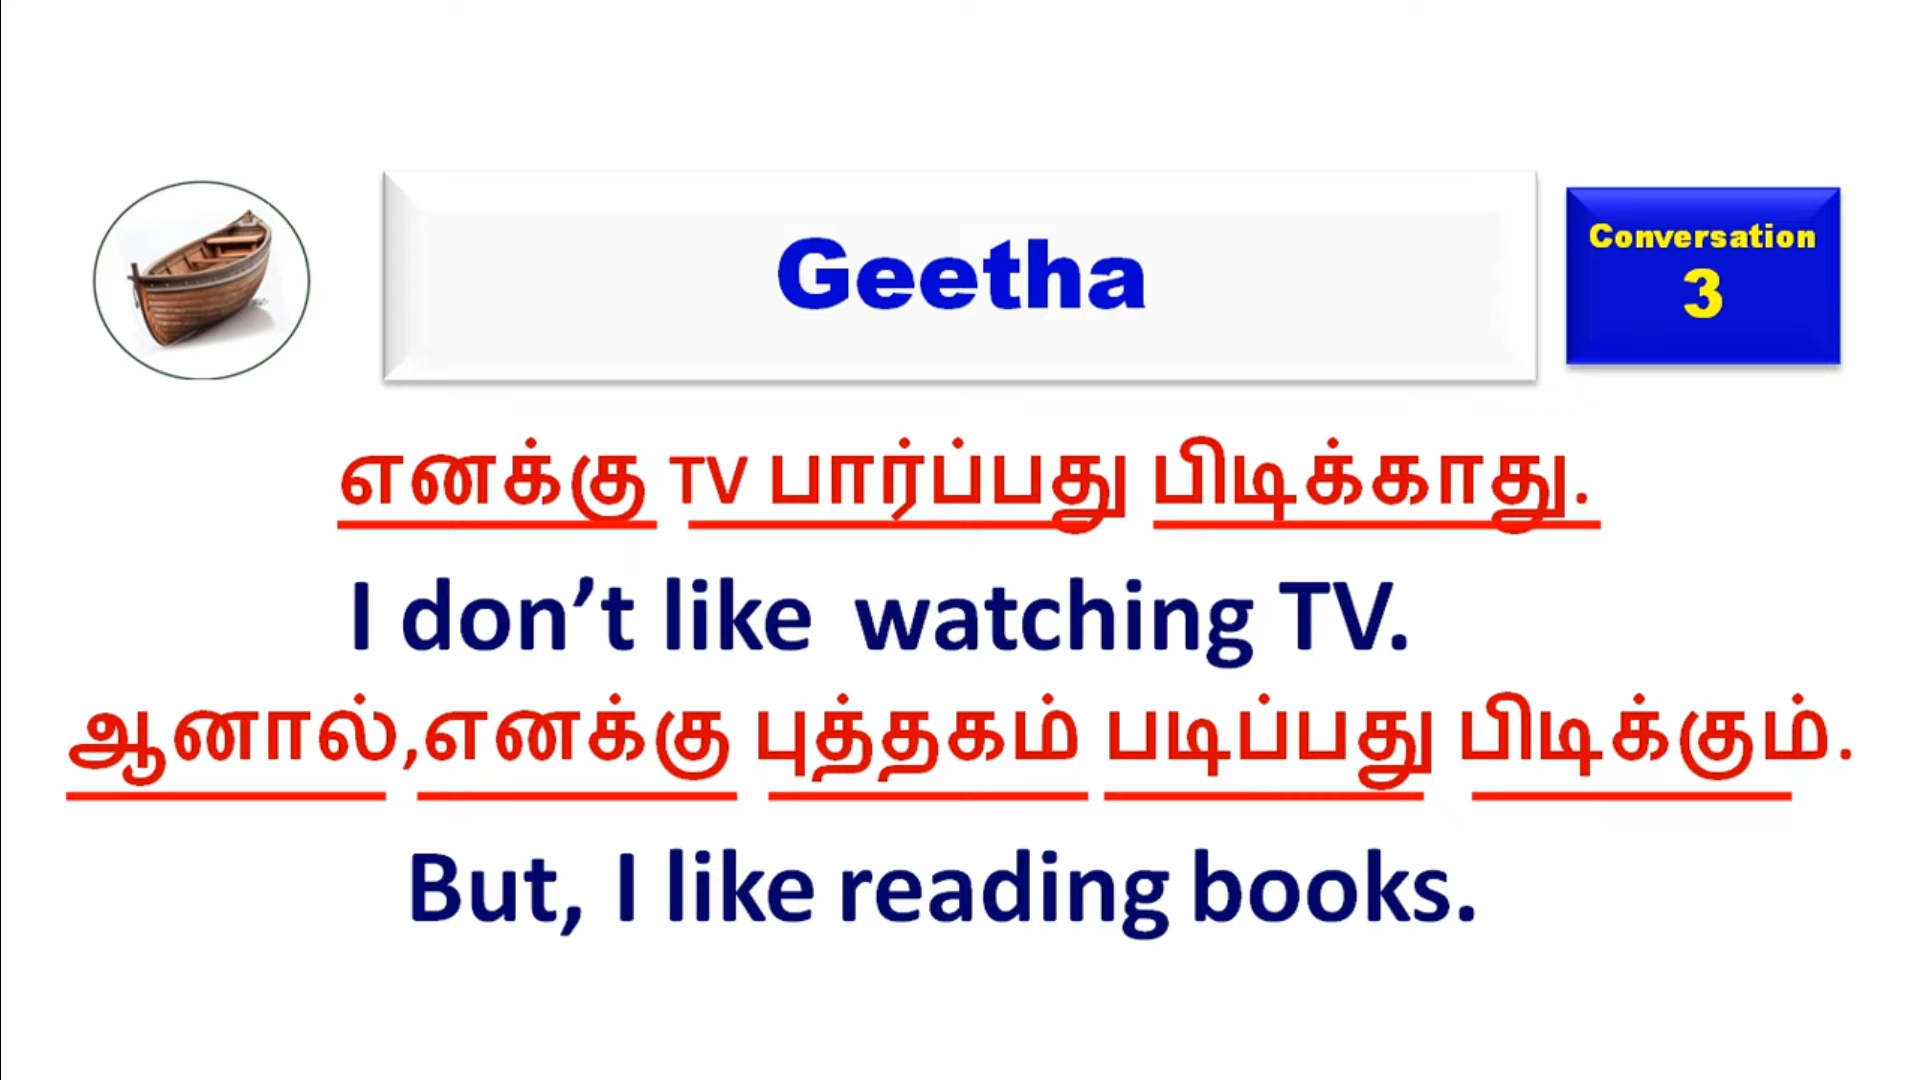 Geetha
Conversation
3
எனக்கு TV பார்ப்பது பிடிக்காது.
I don’t like watching TV.
ஆனால்,எனக்கு புத்தகம் படிப்பது பிடிக்கும்.
But, I like reading books.